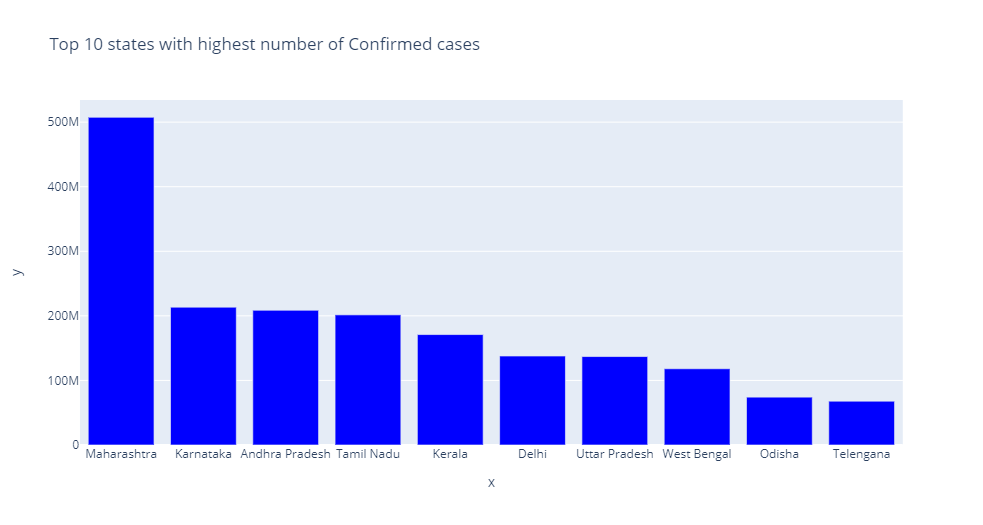 Top 10 states with highest number of Confirmed cases
500M
400M
300M
200M
100M
0
y
Maharashtra Karnataka Andhra Pradesh Tamil Nadu Kerala Delhi Uttar Pradesh West Bengal Odisha Telengana
x